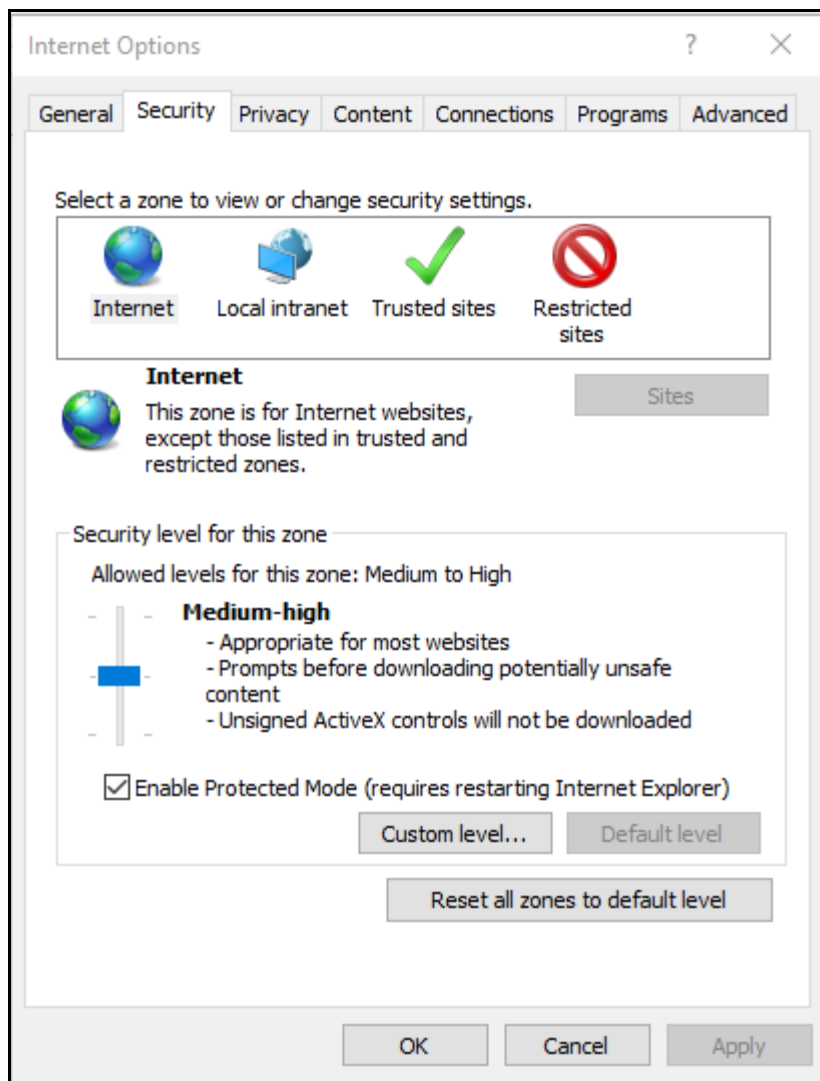 Internet Options
?
General Security Privacy Content Connections Programs Advanced
Select a zone to view or change security settings.
Internet Local intranet Trusted sites Restricted
sites
Internet
Sites
This zone is for Internet websites,
except those listed in trusted and
restricted zones.
Security level for this zone
Allowed levels for this zone: Medium to High
Medium-high
- Appropriate for most websites
- Prompts before downloading potentially unsafe
content
- Unsigned ActiveX controls will not be downloaded
Enable Protected Mode (requires restarting Internet Explorer)
Custom level... Default level
Reset all zones to default level
OK Cancel Apply